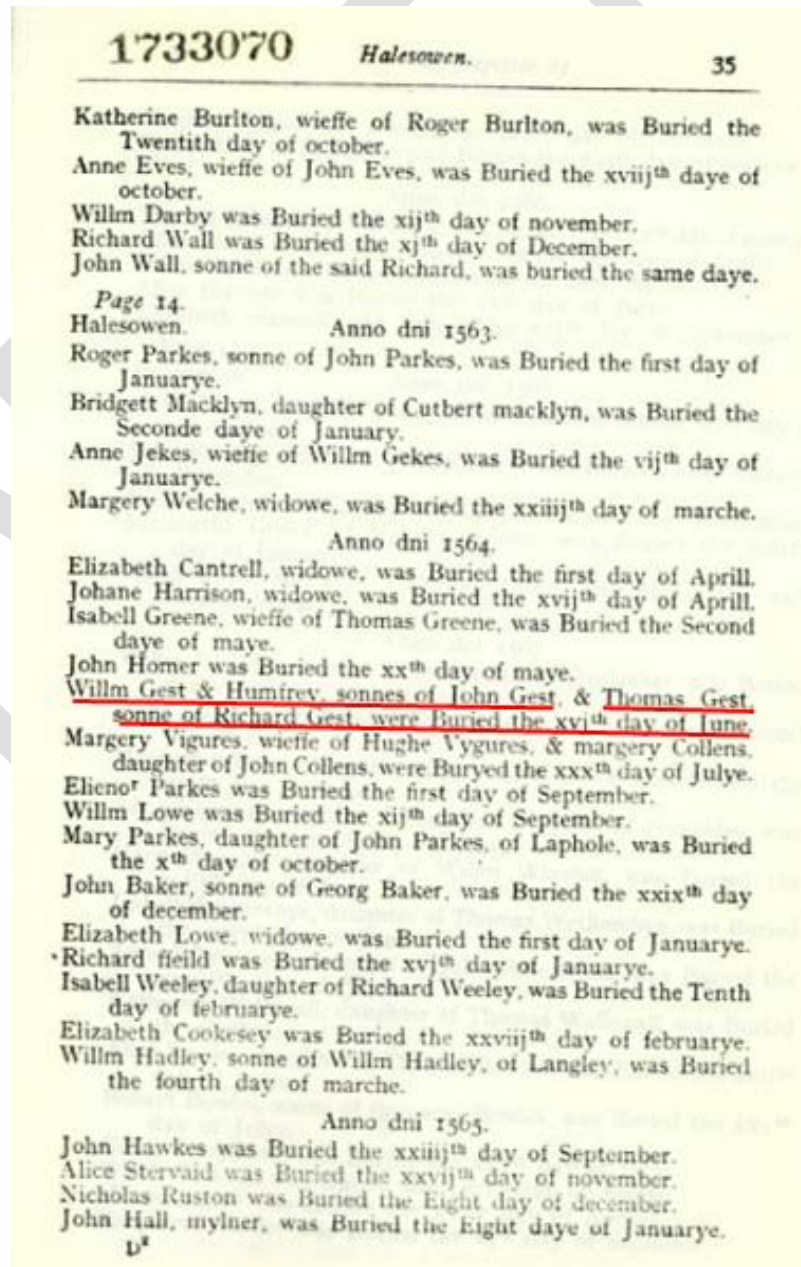 1733070 Halesowen. 35
Katherine Burlton, wieffe of Roger Burlton, was Buried the
Twentith day of october.
Anne Eves, wieffe of John Eves, was Buried the xviijth daye of
october.
Willm Darby was Buried the xijth day of november.
Richard Wall was Buried the xjth day of December.
John Wall, sonne of the said Richard, was buried the same daye.
Page 14.
Halesowen. Anno dni 1563.
Roger Parkes, sonne of John Parkes, was Buried the first day of
Januarye.
Bridgett Macklyn, daughter of Cutbert macklyn, was Buried the
Seconde daye of January.
Anne Jekes, wieffe of Willm Gekes, was Buried the vijth day of
Januarye.
Margery Welche, widowe, was Buried the xxiiijth day of marche.
Anno dni 1564.
Elizabeth Cantrell, widowe, was Buried the first day of Aprill.
Johane Harrison, widowe, was Buried the xvijth day of Aprill.
Isabell Greene, wieffe of Thomas Greene, was Buried the Second
daye of maye.
John Homer was Buried the xxth day of maye.
Willm Gest & Humfrey, sonnes of John Gest, & Thomas Gest,
sonne of Richard Gest, were Buried the xvjth day of June.
Margery Vigures, wieffe of Hughe Vygures, & margery Collens,
daughter of John Collens, were Buryed the xxxth day of Julye.
Elienor Parkes was Buried the first day of September.
Willm Lowe was Buried the xijth day of September.
Mary Parkes, daughter of John Parkes, of Laphole, was Buried
the xth day of october.
John Baker, sonne of Georg Baker, was Buried the xxixth day
of december.
Elizabeth Lowe, widowe, was Buried the first day of Januarye.
Richard ffeild was Buried the xvjth day of Januarye.
Isabell Weeley, daughter of Richard Weeley, was Buried the Tenth
day of februarye.
Elizabeth Cookesey was Buried the xxviijth day of februarye.
Willm Hadley, sonne of Willm Hadley, of Langley, was Buried
the fourth day of marche.
Anno dni 1565.
John Hawkes was Buried the xxiiijth day of September.
Alice Stervaid was Buried the xxvijth day of november.
Nicholas Ruston was Buried the Eight day of december.
John Hall, mylner, was Buried the Eight daye of Januarye.
D²